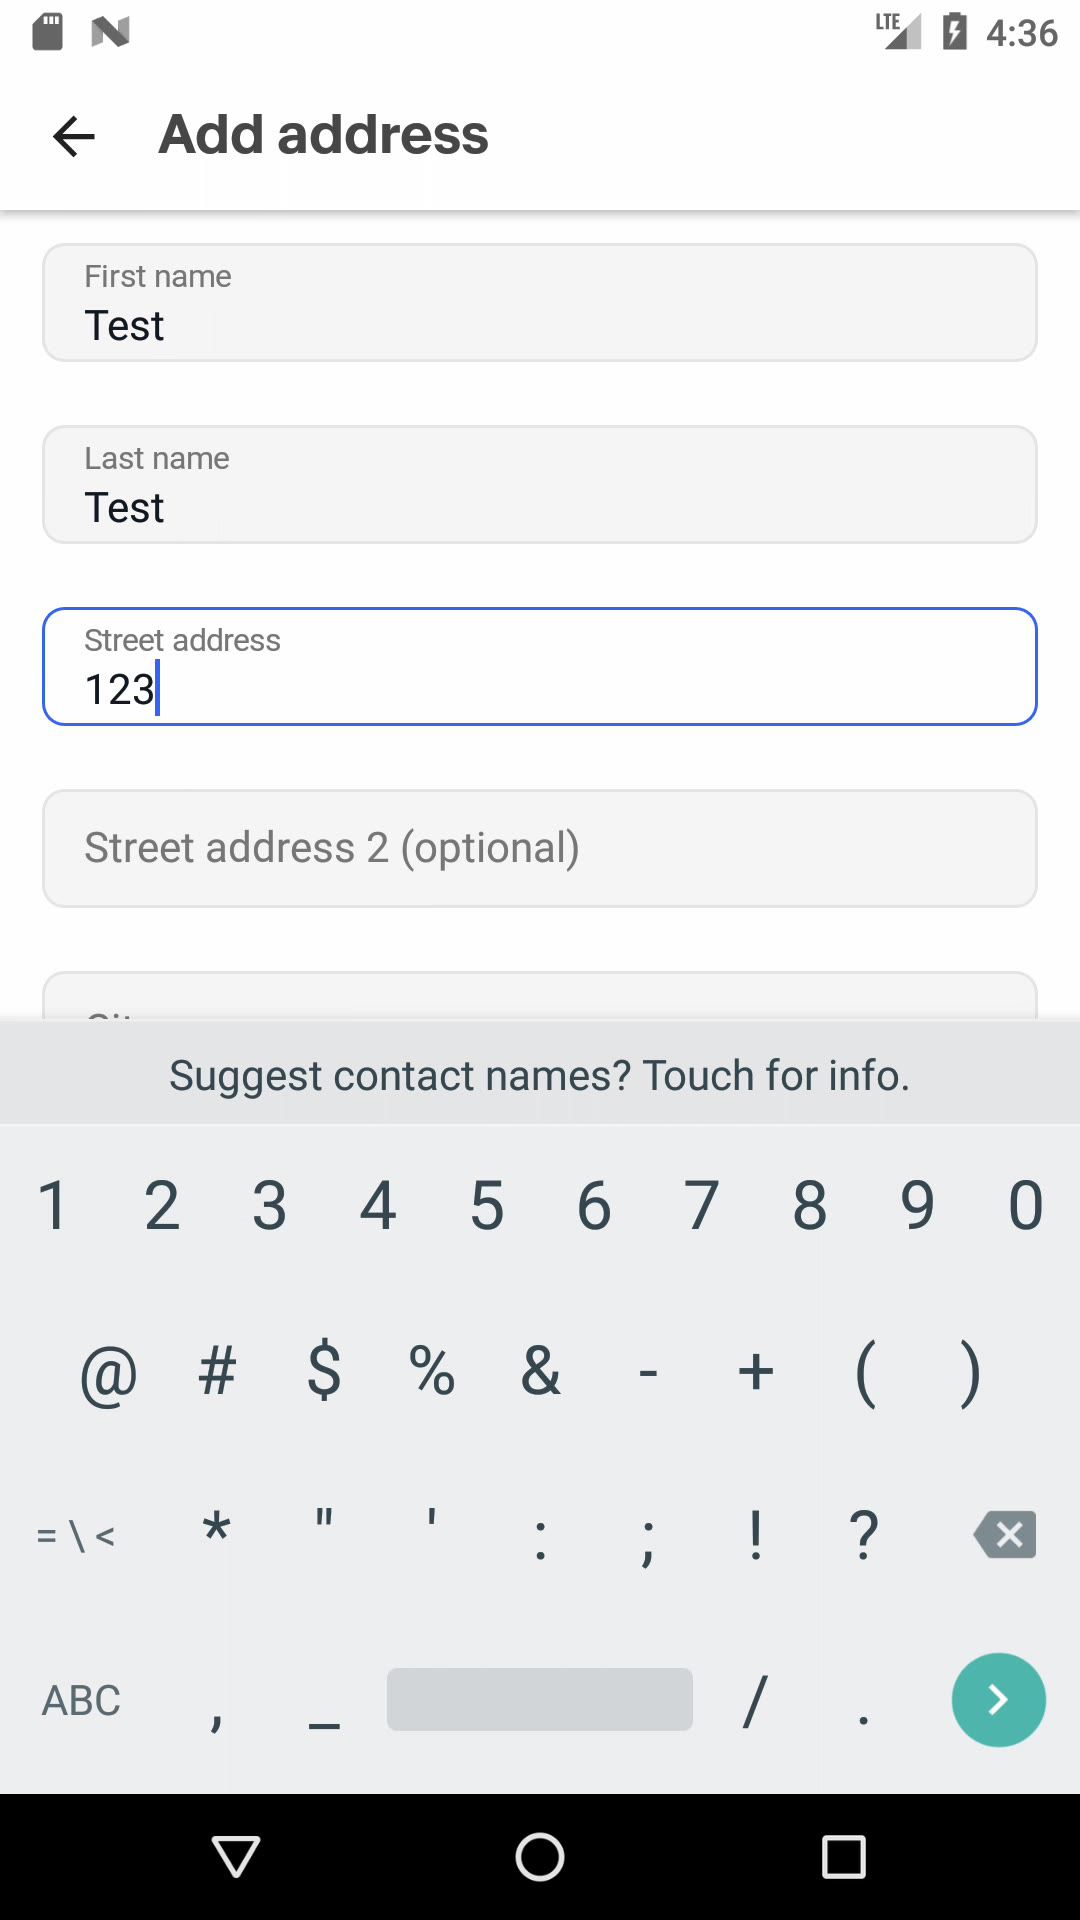 LTE 4:36
Add address
First name
Test
Last name
Test
Street address
123
Street address 2 (optional)
Suggest contact names? Touch for info.
1 2 3 4 5 6 7 8 9 0
@ # $ % & - + ( )
= \ < * " ' : ; ! ?
ABC , _ / .